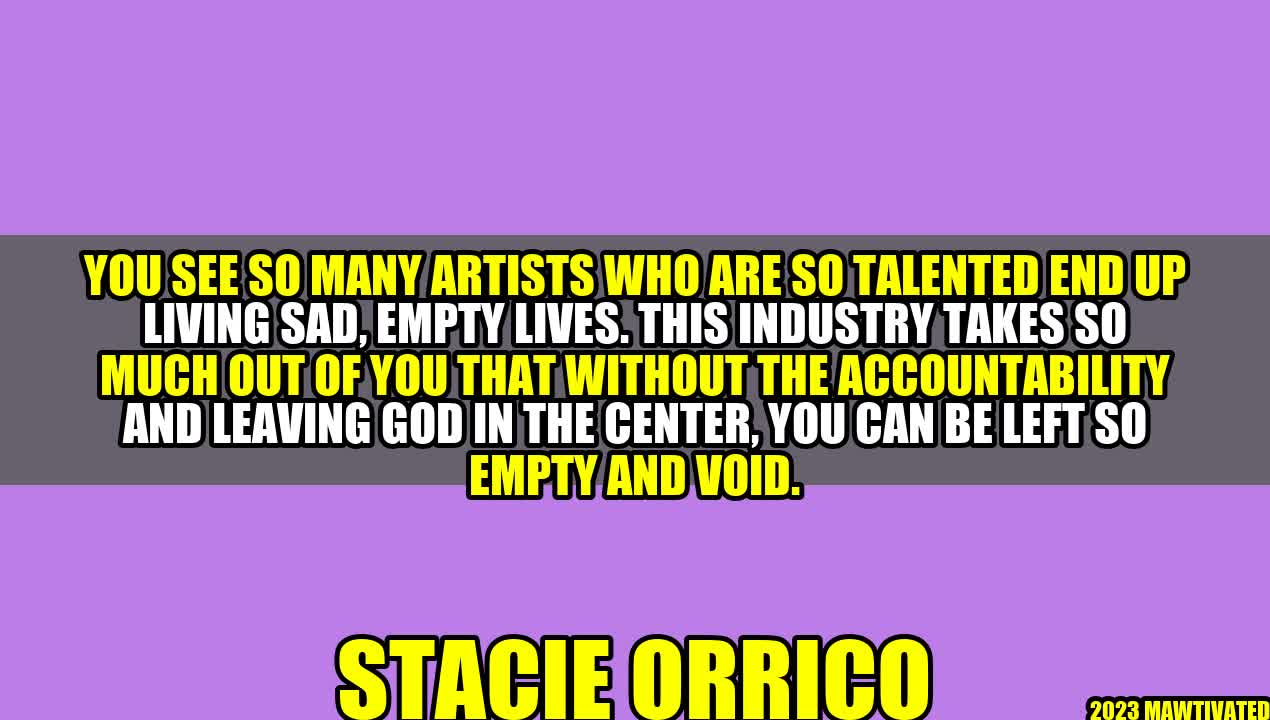 YOU SEE SO MANY ARTISTS WHO ARE SO TALENTED END UP
LIVING SAD, EMPTY LIVES. THIS INDUSTRY TAKES SO
MUCH OUT OF YOU THAT WITHOUT THE ACCOUNTABILITY
AND LEAVING GOD IN THE CENTER, YOU CAN BE LEFT SO
EMPTY AND VOID.
STACIE ORRICO
2023 MAWTIVATED